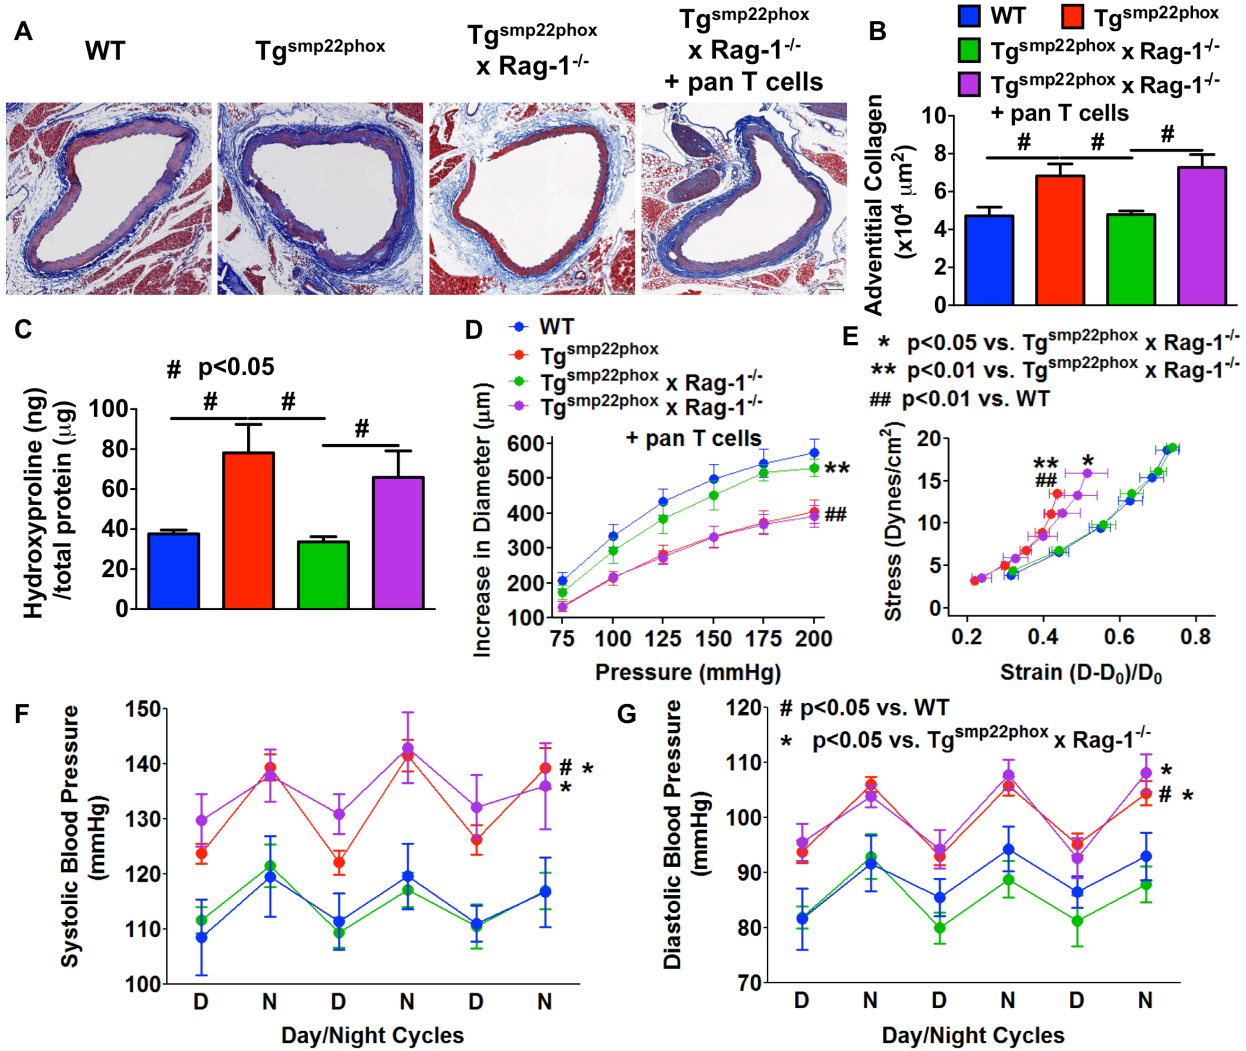 A
WT
Tgsmp22phox
Tgsmp22phox
x Rag-1-/-
Tgsmp22phox
x Rag-1-/-
+ pan T cells
B
WT
Tgsmp22phox
Tgsmp22phox x Rag-1-/-
Tgsmp22phox x Rag-1-/-
+ pan T cells
Adventitial Collagen
(x104 μm2)
10
8
6
4
2
0
# # #
C
# p<0.05
# # #
Hydroxyproline (ng)
/total protein (μg)
100
80
60
40
20
0
D
WT
Tgsmp22phox
Tgsmp22phox x Rag-1-/-
Tgsmp22phox x Rag-1-/-
+ pan T cells
Increase in Diameter (μm)
600
500
400
300
200
100
**
##
75 100 125 150 175 200
Pressure (mmHg)
E
* p<0.05 vs. Tgsmp22phox x Rag-1-/-
** p<0.01 vs. Tgsmp22phox x Rag-1-/-
## p<0.01 vs. WT
Stress (Dynes/cm2)
20
15
10
5
0
**
##
*
0.2 0.4 0.6 0.8
Strain (D-D0)/D0
F
Systolic Blood Pressure
(mmHg)
150
140
130
120
110
100
# *
*
D N D N D N
Day/Night Cycles
G
# p<0.05 vs. WT
* p<0.05 vs. Tgsmp22phox x Rag-1-/-
Diastolic Blood Pressure
(mmHg)
120
110
100
90
80
70
*
# *
D N D N D N
Day/Night Cycles